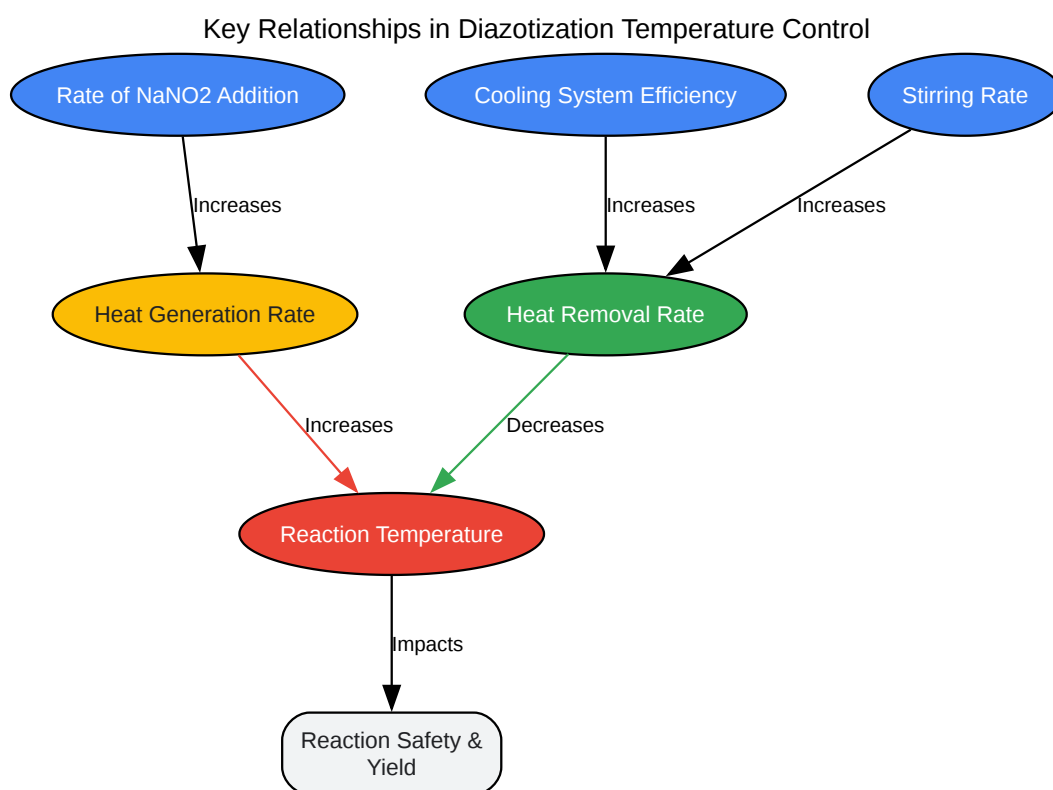 Key Relationships in Diazotization Temperature Control
Rate of NaNO2 Addition
Cooling System Efficiency
Stirring Rate
Increases
Increases
Increases
Heat Generation Rate
Heat Removal Rate
Increases
Decreases
Reaction Temperature
Impacts
Reaction Safety &
Yield